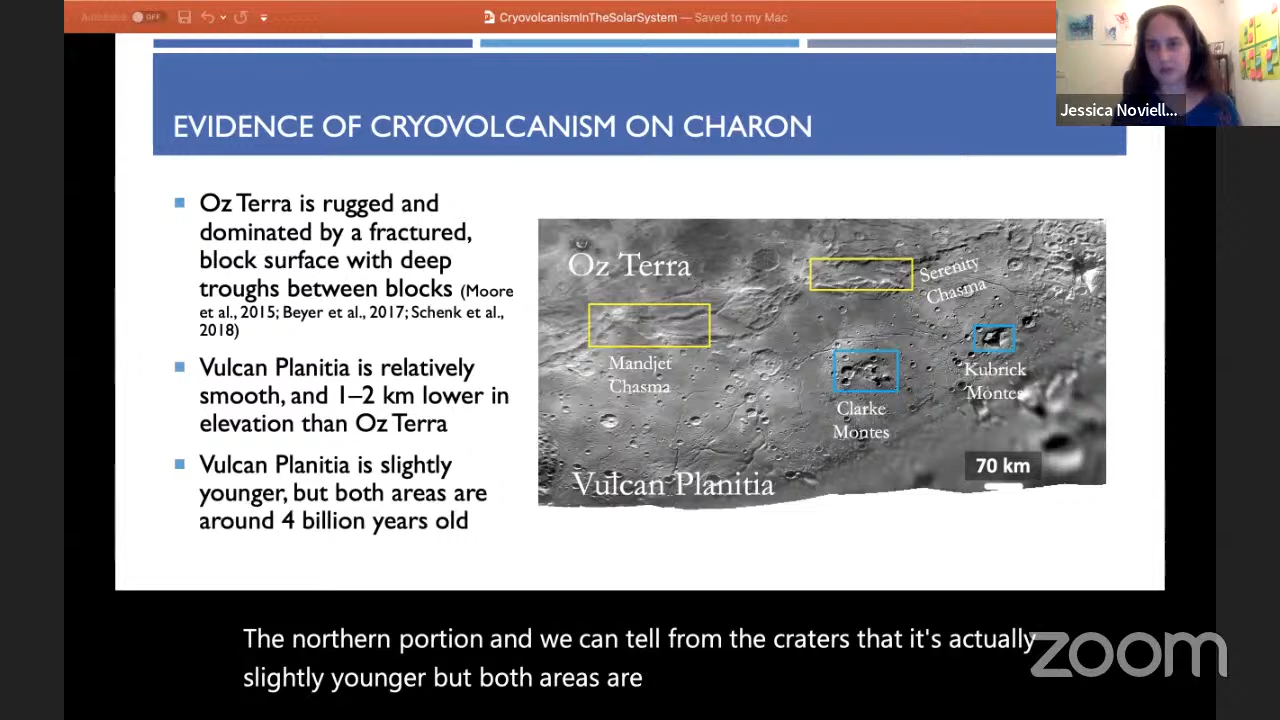 OFF
CryovolcanismInTheSolarSystem — Saved to my Mac
Jessica Noviell...
EVIDENCE OF CRYOVOLCANISM ON CHARON
Oz Terra is rugged and
dominated by a fractured,
block surface with deep
troughs between blocks (Moore
et al., 2015; Beyer et al., 2017; Schenk et al.,
2018)
Vulcan Planitia is relatively
smooth, and 1–2 km lower in
elevation than Oz Terra
Vulcan Planitia is slightly
younger, but both areas are
around 4 billion years old
Oz Terra
Serenity
Chasma
Mandjet
Chasma
Clarke
Montes
Kubrick
Montes
70 km
Vulcan Planitia
The northern portion and we can tell from the craters that it's actually
slightly younger but both areas are
zoom